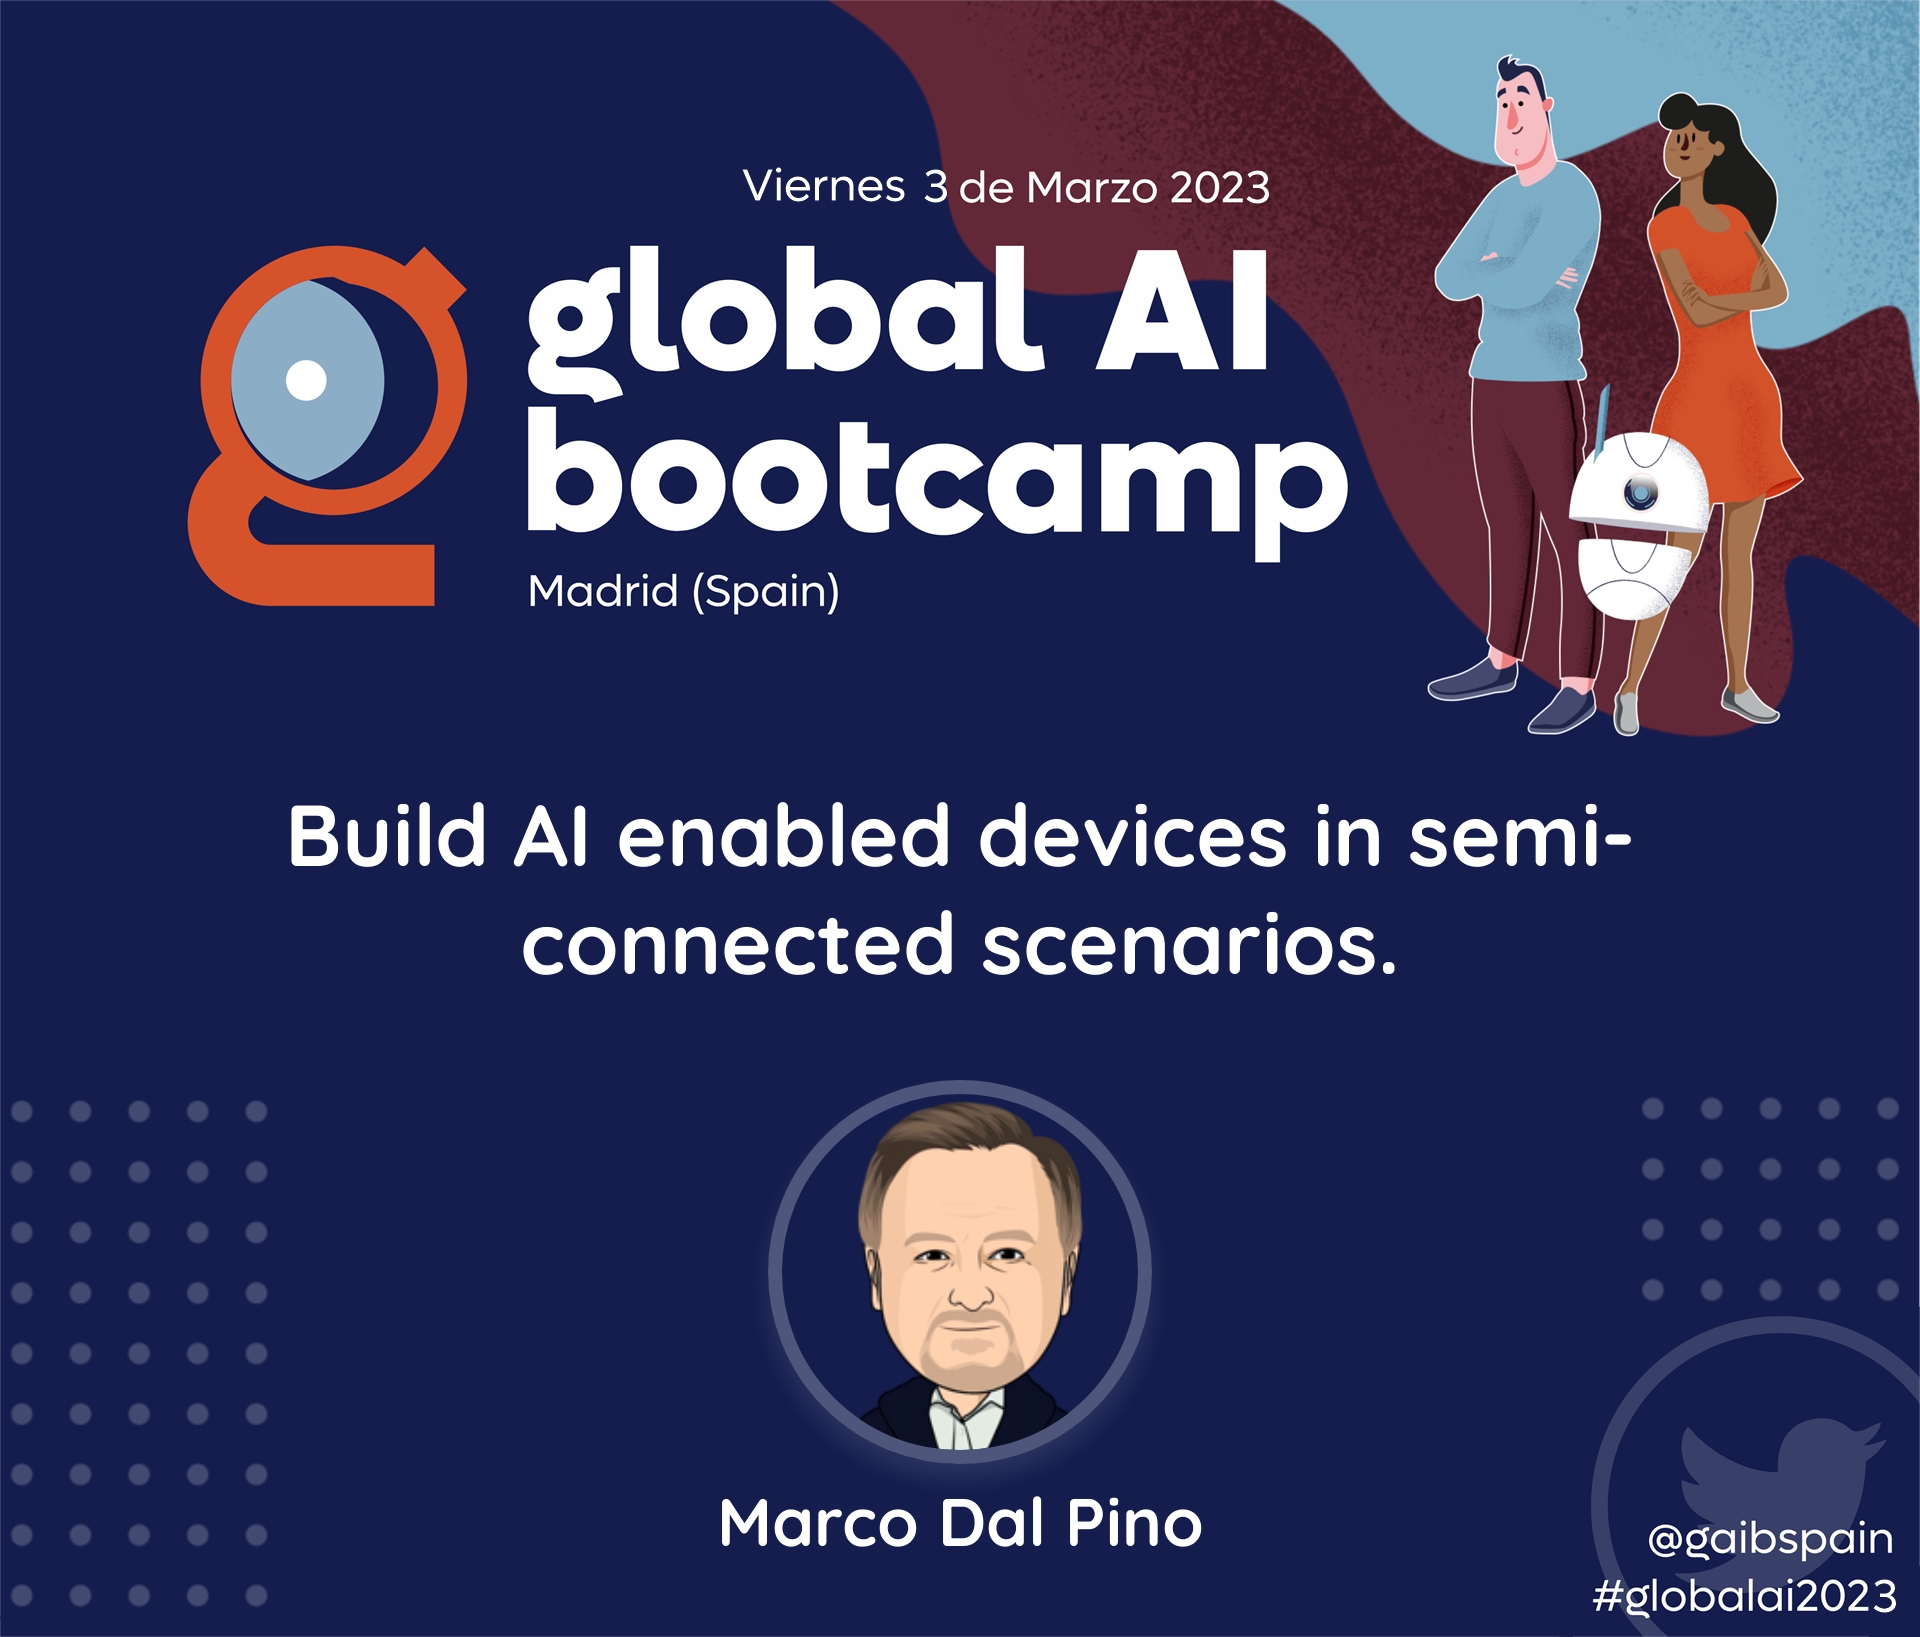 Viernes 3 de Marzo 2023
global AI
bootcamp
Madrid (Spain)
Build AI enabled devices in semi-
connected scenarios.
Marco Dal Pino
@gaibspain
#globalai2023